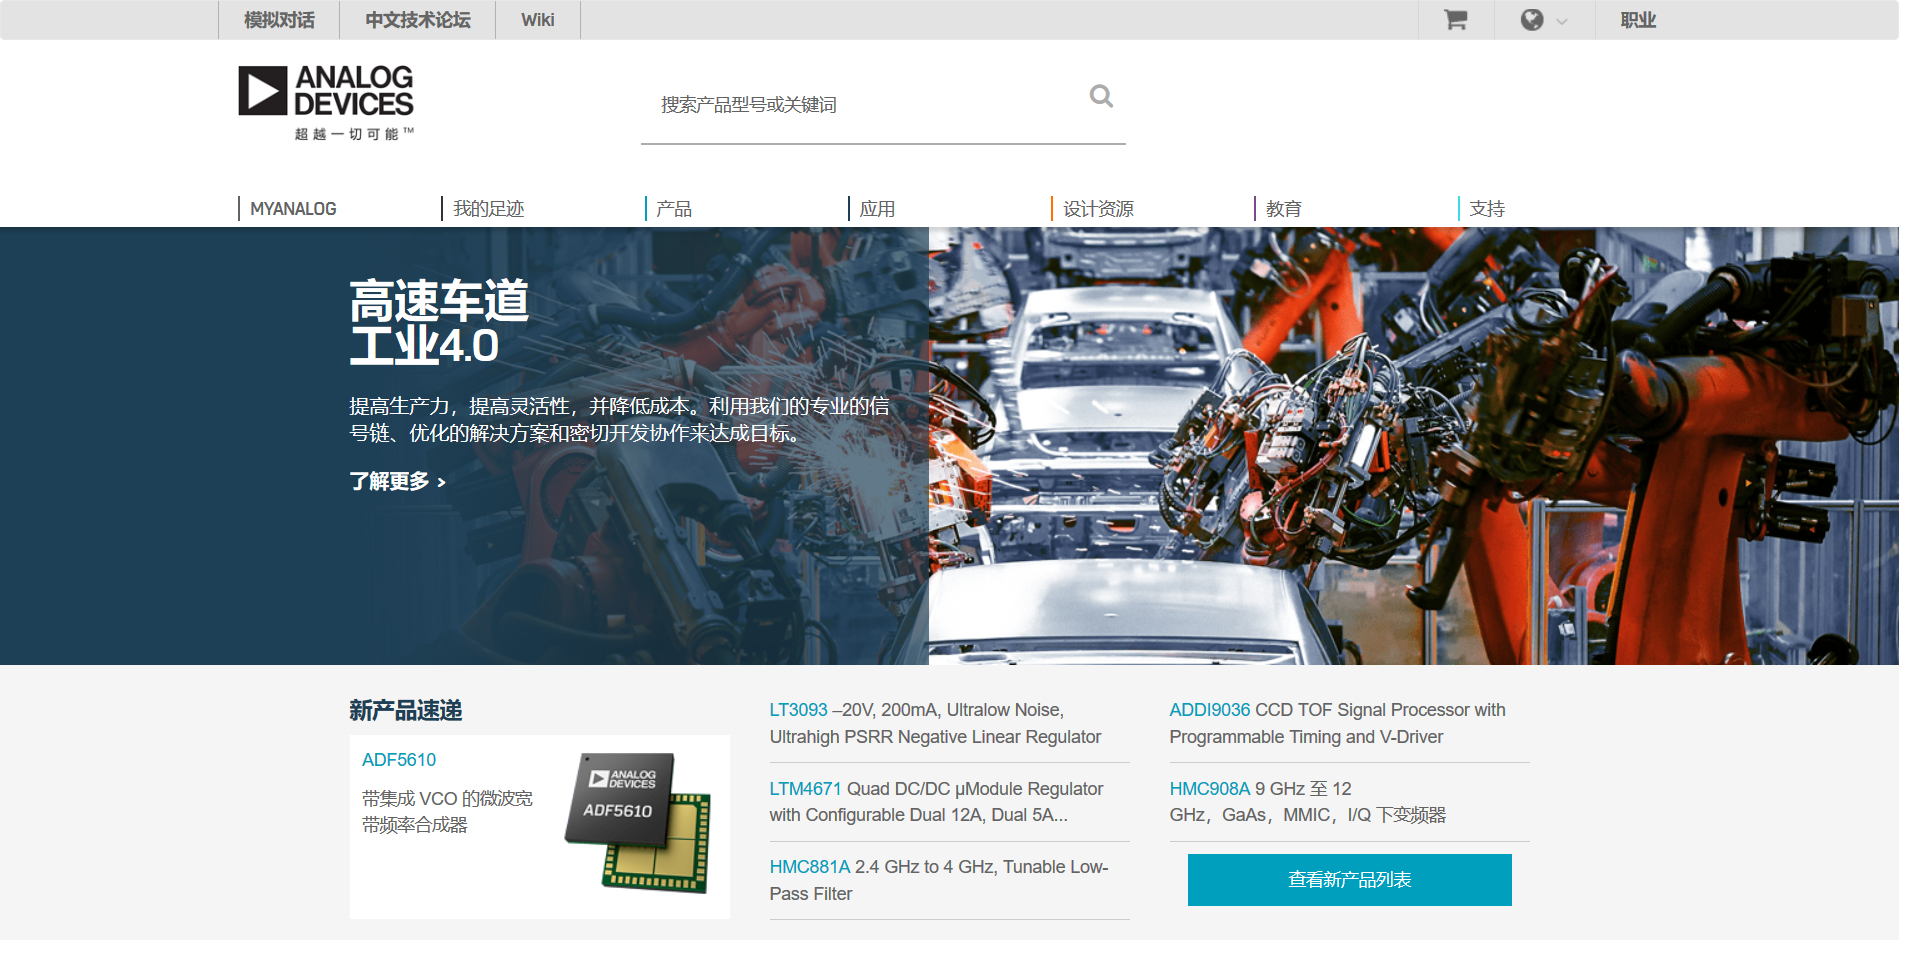 模拟对话
中文技术论坛
Wiki
职业
ANALOG
DEVICES
超越一切可能™
搜索产品型号或关键词
MYANALOG
我的足迹
产品
应用
设计资源
教育
支持
高速车道
工业4.0
提高生产力，提高灵活性，并降低成本。利用我们的专业的信
号链、优化的解决方案和密切开发协作来达成目标。
了解更多 >
新产品速递
ADF5610
带集成 VCO 的微波宽
带频率合成器
ANALOG
DEVICES
ADF5610
LT3093 –20V, 200mA, Ultralow Noise,
Ultrahigh PSRR Negative Linear Regulator
LTM4671 Quad DC/DC µModule Regulator
with Configurable Dual 12A, Dual 5A...
HMC881A 2.4 GHz to 4 GHz, Tunable Low-
Pass Filter
ADDI9036 CCD TOF Signal Processor with
Programmable Timing and V-Driver
HMC908A 9 GHz 至 12
GHz，GaAs，MMIC，I/Q 下变频器
查看新产品列表